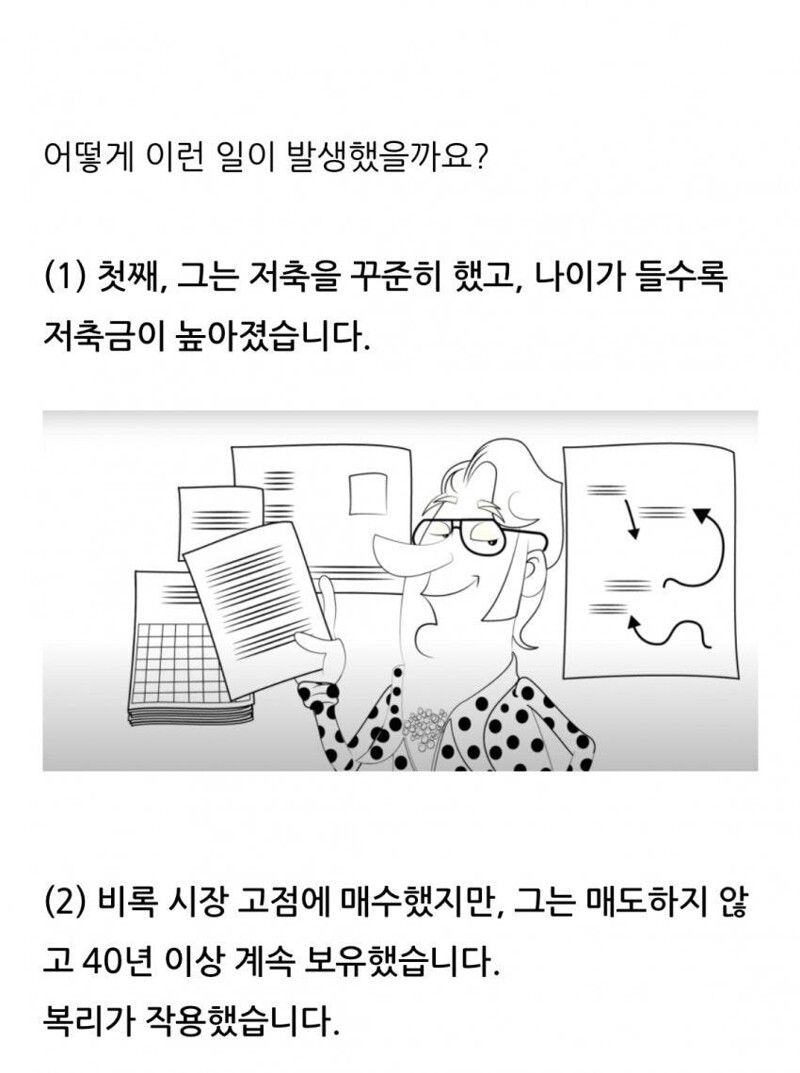 어떻게 이런 일이 발생했을까요?
(1) 첫째, 그는 저축을 꾸준히 했고, 나이가 들수록
저축금이 높아졌습니다.
(2) 비록 시장 고점에 매수했지만, 그는 매도하지 않
고 40년 이상 계속 보유했습니다.
복리가 작용했습니다.